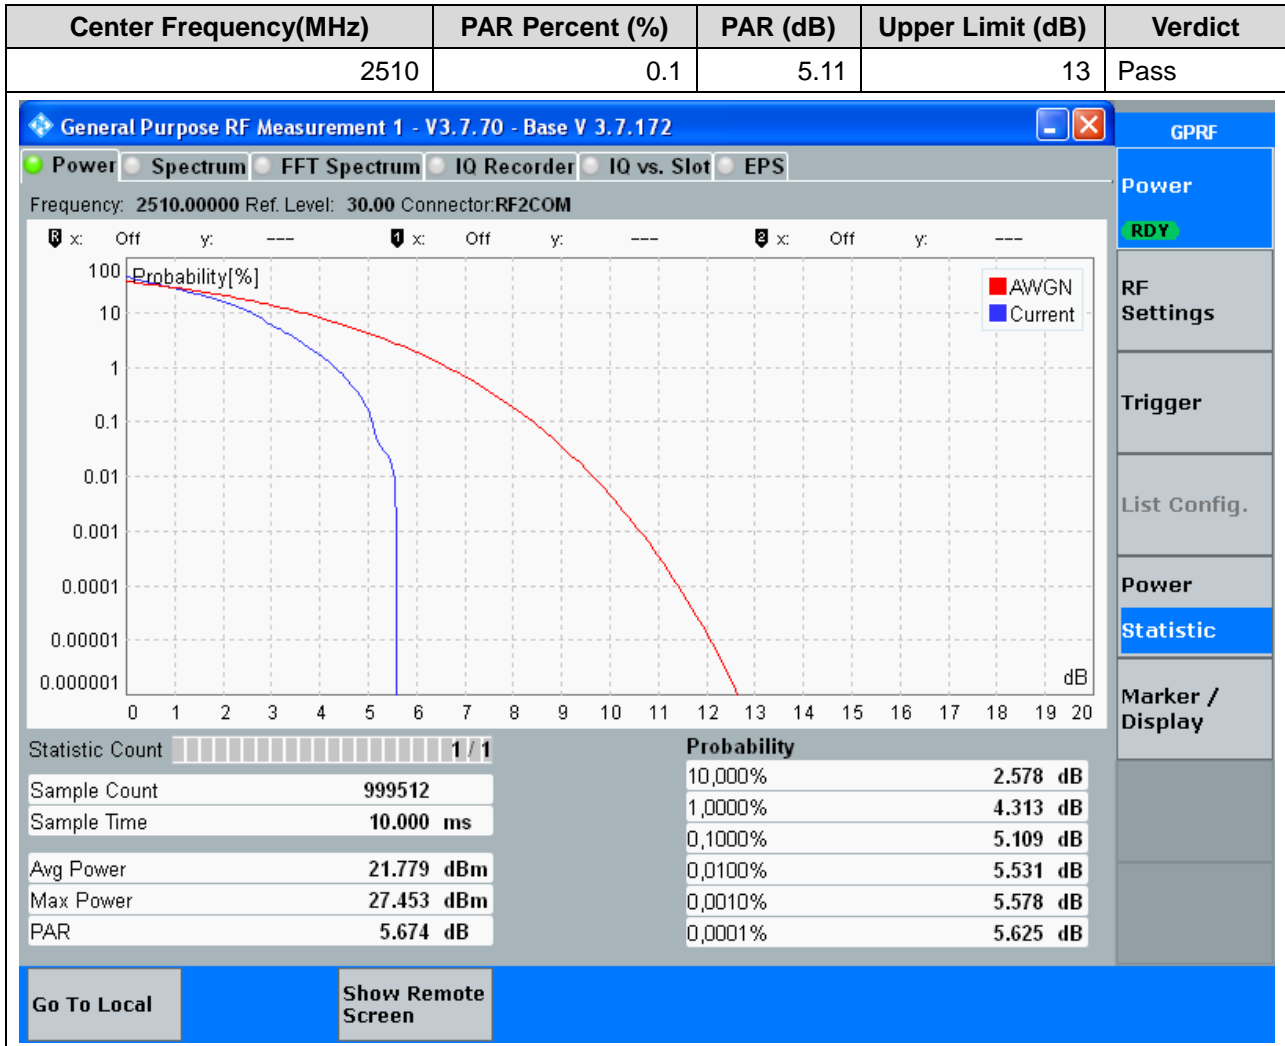 Center Frequency(MHz) PAR Percent (%) PAR (dB) Upper Limit (dB) Verdict
2510 0.1 5.11 13 Pass
General Purpose RF Measurement 1 - V3.7.70 - Base V 3.7.172
GPRF
Power Spectrum FFT Spectrum IQ Recorder IQ vs. Slot EPS
Frequency: 2510.00000 Ref. Level: 30.00 Connector:RF2COM
R x: Off y: --- 1 x: Off y: --- 2 x: Off y: ---
Probability[%]
AWGN
Current
100
10
1
0.1
0.01
0.001
0.0001
0.00001
0.000001
dB
0 1 2 3 4 5 6 7 8 9 10 11 12 13 14 15 16 17 18 19 20
Statistic Count 1 / 1
Sample Count 999512
Sample Time 10.000 ms
Avg Power 21.779 dBm
Max Power 27.453 dBm
PAR 5.674 dB
Probability
10,000% 2.578 dB
1,0000% 4.313 dB
0,1000% 5.109 dB
0,0100% 5.531 dB
0,0010% 5.578 dB
0,0001% 5.625 dB
Power
RDY
RF
Settings
Trigger
List Config.
Power
Statistic
Marker /
Display
Go To Local
Show Remote
Screen